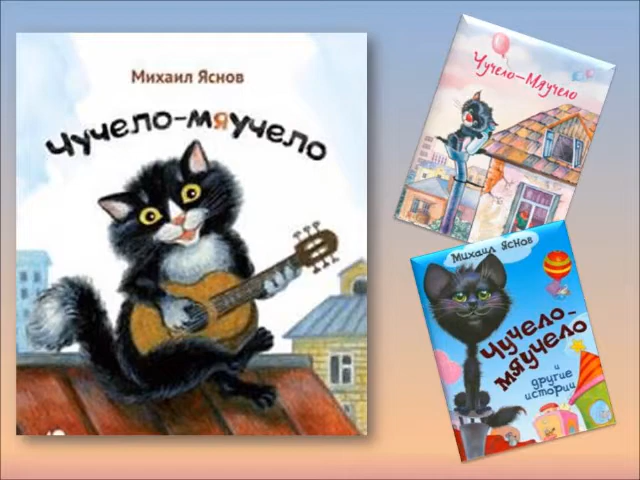 Михаил Яснов
Чучело-мяучело
Чучело-Мяучело
Михаил Яснов
Чучело-
мяучело
и
другие
истории